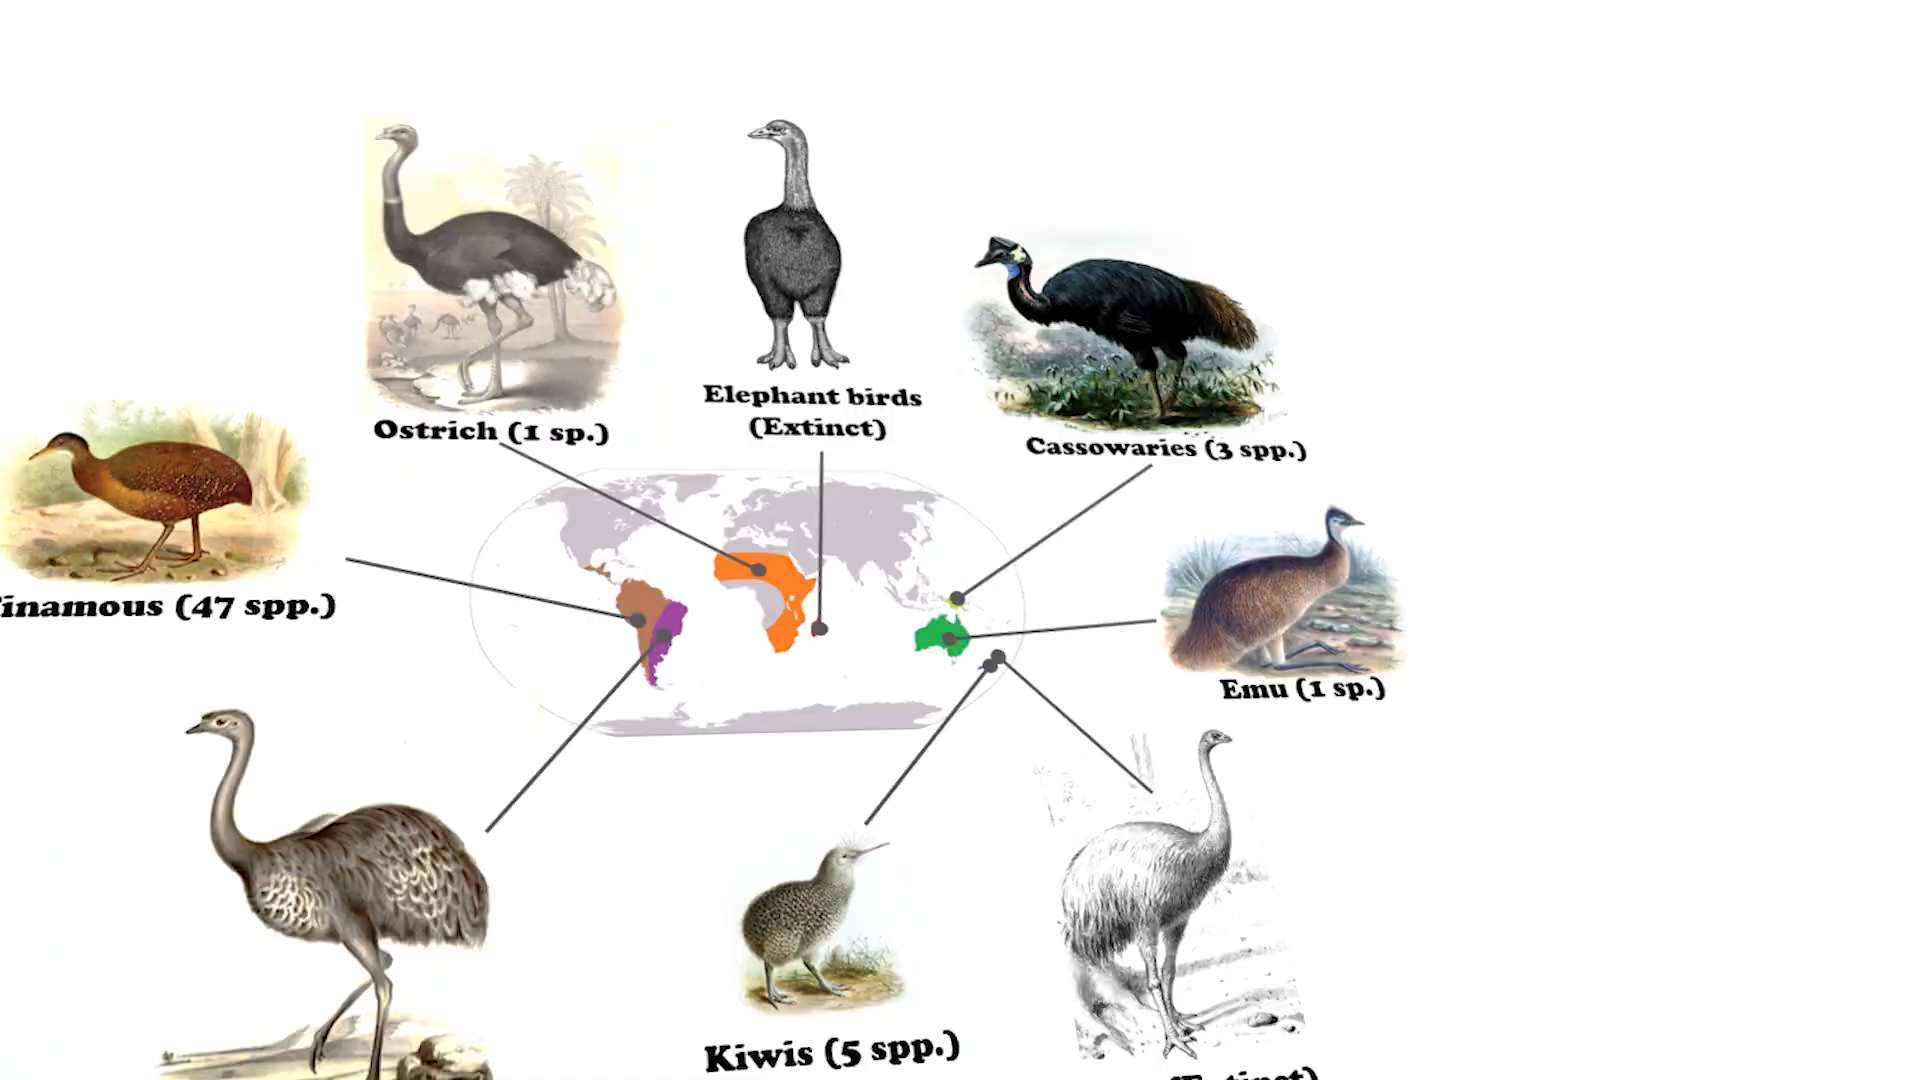 Ostrich (1 sp.)
Elephant birds
(Extinct)
Cassowaries (3 spp.)
inamous (47 spp.)
Emu (1 sp.)
Kiwis (5 spp.)